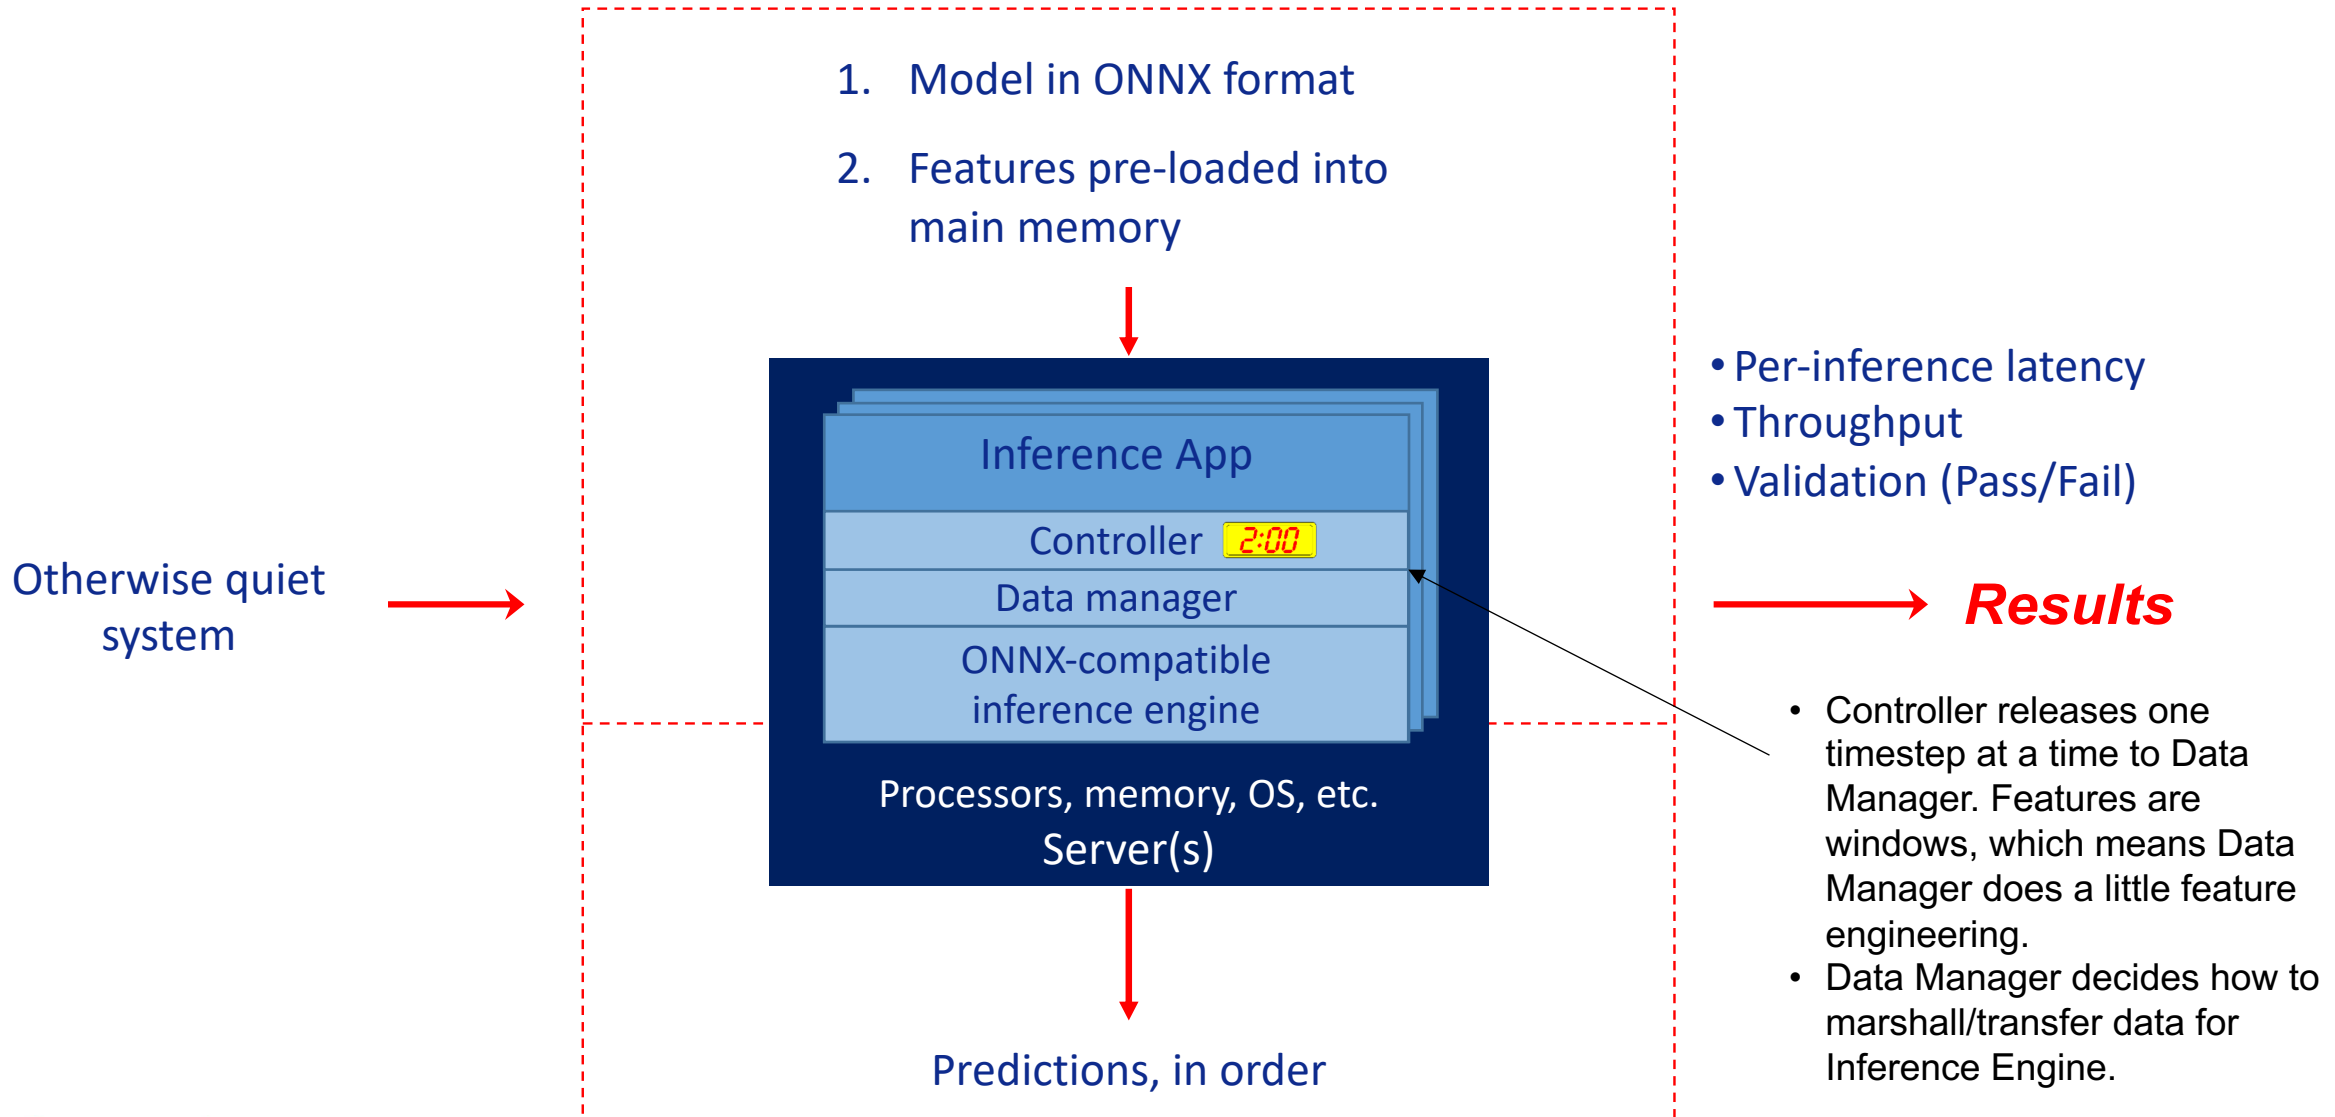 1. Model in ONNX format
2. Features pre-loaded into
main memory
Otherwise quiet
system
Inference App
Controller 2:00
Data manager
ONNX-compatible
inference engine
Processors, memory, OS, etc.
Server(s)
Predictions, in order
• Per-inference latency
• Throughput
• Validation (Pass/Fail)
Results
• Controller releases one
timestep at a time to Data
Manager. Features are
windows, which means Data
Manager does a little feature
engineering.
• Data Manager decides how to
marshall/transfer data for
Inference Engine.